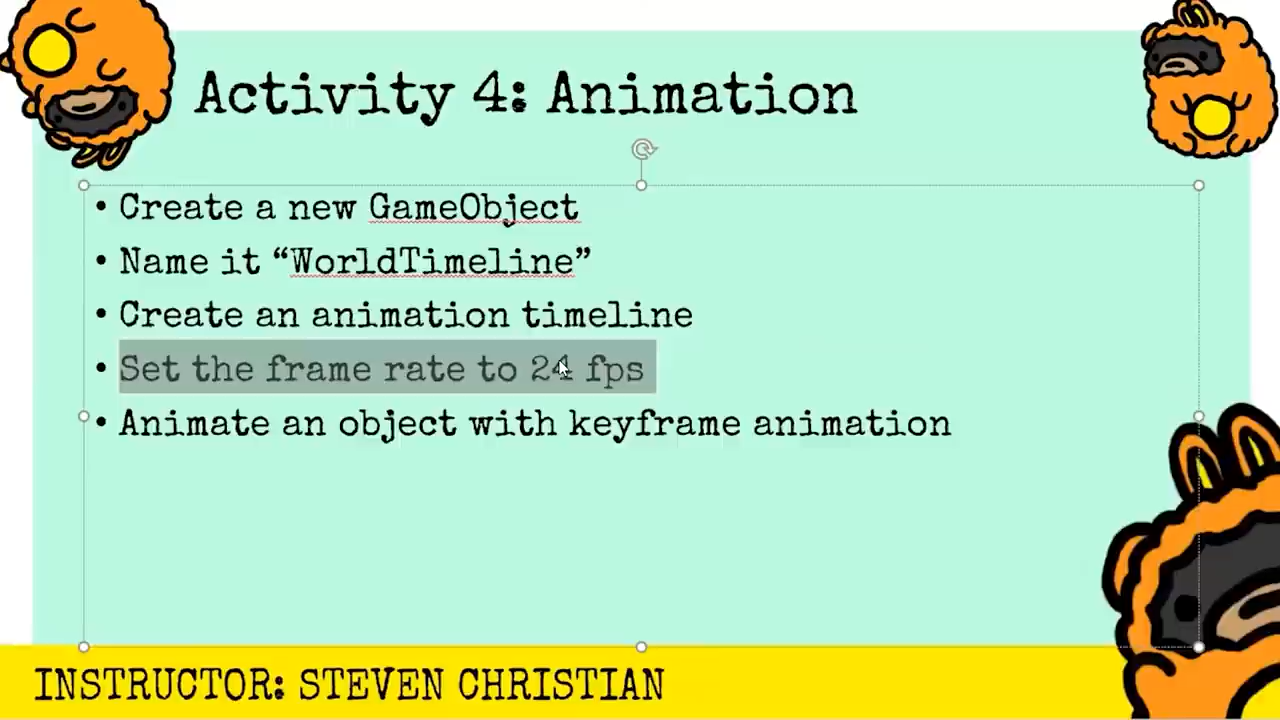 Activity 4: Animation
• Create a new GameObject
• Name it “WorldTimeline”
• Create an animation timeline
• Set the frame rate to 24 fps
• Animate an object with keyframe animation
INSTRUCTOR: STEVEN CHRISTIAN